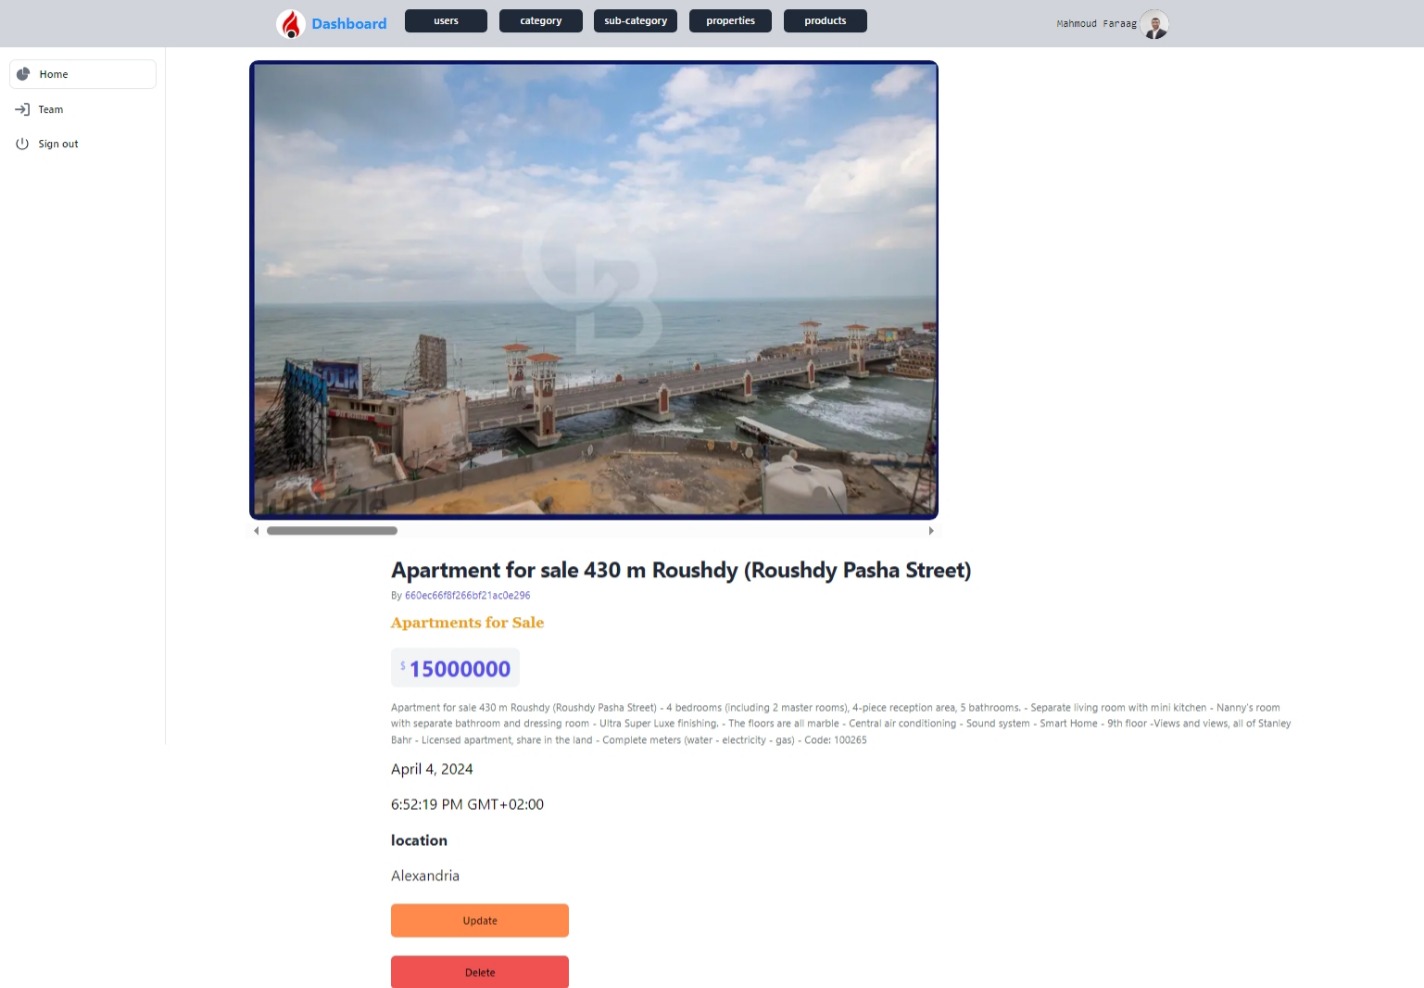 Dashboard
users
category
sub-category
properties
products
Mahmoud Faraag
Home
Team
Sign out
CB
dubizzle
Apartment for sale 430 m Roushdy (Roushdy Pasha Street)
By 660ec66f8f266bf21ac0e296
Apartments for Sale
$ 15000000
Apartment for sale 430 m Roushdy (Roushdy Pasha Street) - 4 bedrooms (including 2 master rooms), 4-piece reception area, 5 bathrooms. - Separate living room with mini kitchen - Nanny's room
with separate bathroom and dressing room - Ultra Super Luxe finishing. - The floors are all marble - Central air conditioning - Sound system - Smart Home - 9th floor -Views and views, all of Stanley
Bahr - Licensed apartment, share in the land - Complete meters (water - electricity - gas) - Code: 100265
April 4, 2024
6:52:19 PM GMT+02:00
location
Alexandria
Update
Delete